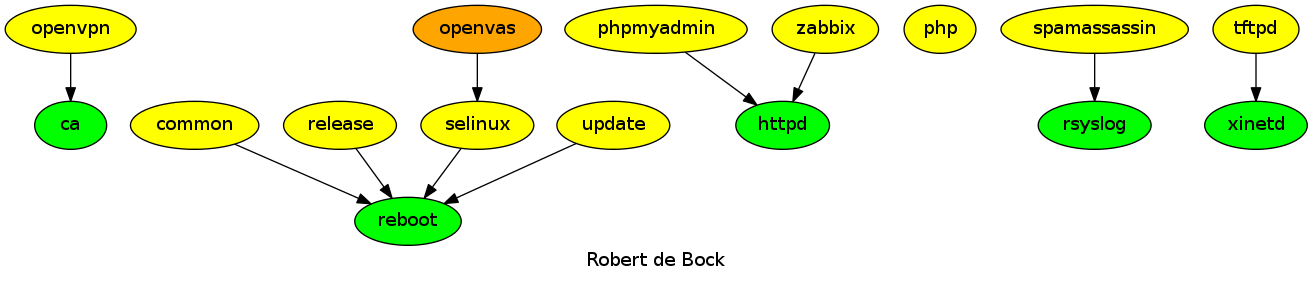 openvpn
openvas
phpmyadmin
zabbix
php
spamassassin
tftpd
ca
common
release
selinux
update
httpd
rsyslog
xinetd
reboot
Robert de Bock